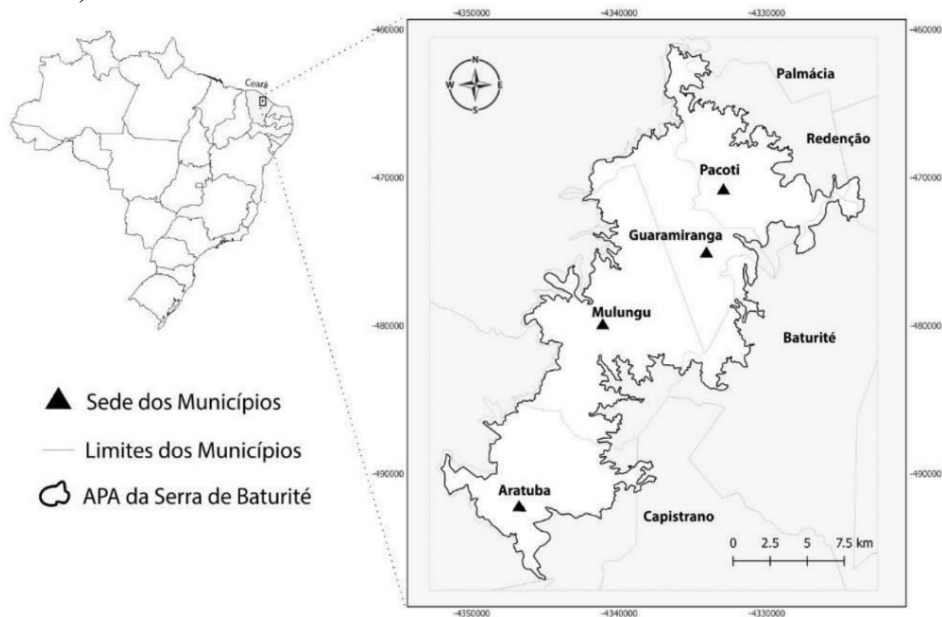 -4350000
-4340000
-4330000
-460000
-460000
Ceará
N
W
E
S
Palmácia
Redenção
Pacoti
-470000
-470000
Guaramiranga
Mulungu
-480000
-480000
Baturité
Sede dos Municípios
Limites dos Municípios
APA da Serra de Baturité
-490000
-490000
Aratuba
Capistrano
0 2.5 5 7.5 km
-4350000
-4340000
-4330000